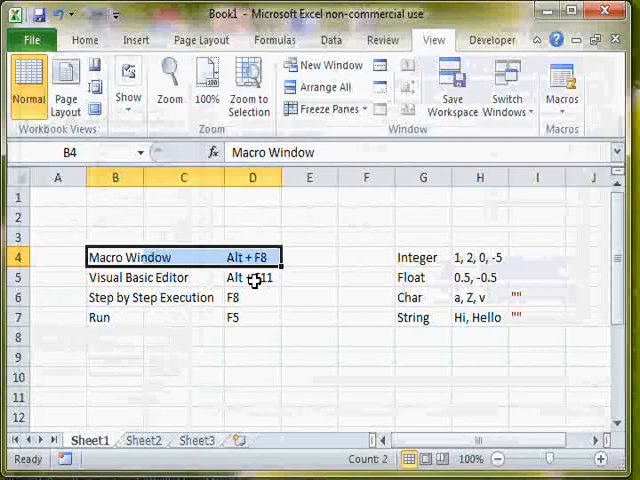 Book1 - Microsoft Excel non-commercial use
File Home Insert Page Layout Formulas Data Review View Developer
Normal
Page Layout
Show
Zoom
100%
Zoom to Selection
New Window
Arrange All
Freeze Panes
Save Workspace
Switch Windows
Macros
Workbook Views Zoom Window Macros
B4 fx Macro Window
A B C D E F G H I J
1
2
3
4 Macro Window Alt + F8 Integer 1, 2, 0, -5
5 Visual Basic Editor Alt + 11 Float 0.5, -0.5
6 Step by Step Execution F8 Char a, Z, v ""
7 Run F5 String Hi, Hello ""
8
9
10
11
12
Sheet1 Sheet2 Sheet3
Ready Count: 2 100%